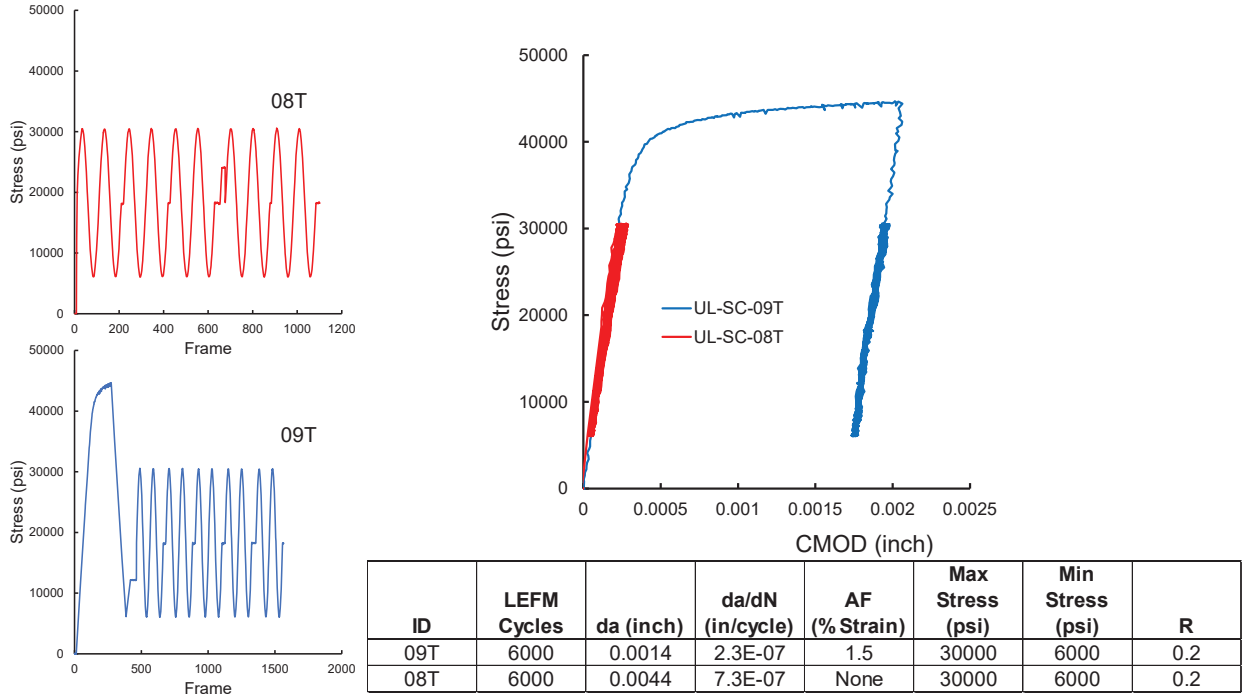 50000
40000
30000
20000
10000
0
Stress (psi)
08T
0 200 400 600 800 1000 1200
Frame
50000
40000
30000
20000
10000
0
Stress (psi)
09T
0 500 1000 1500 2000
Frame
50000
40000
30000
20000
10000
0
Stress (psi)
UL-SC-09T
UL-SC-08T
0 0.0005 0.001 0.0015 0.002 0.0025
CMOD (inch)
ID LEFM Cycles da (inch) da/dN (in/cycle) AF (% Strain) Max Stress (psi) Min Stress (psi) R
09T 6000 0.0014 2.3E-07 1.5 30000 6000 0.2
08T 6000 0.0044 7.3E-07 None 30000 6000 0.2